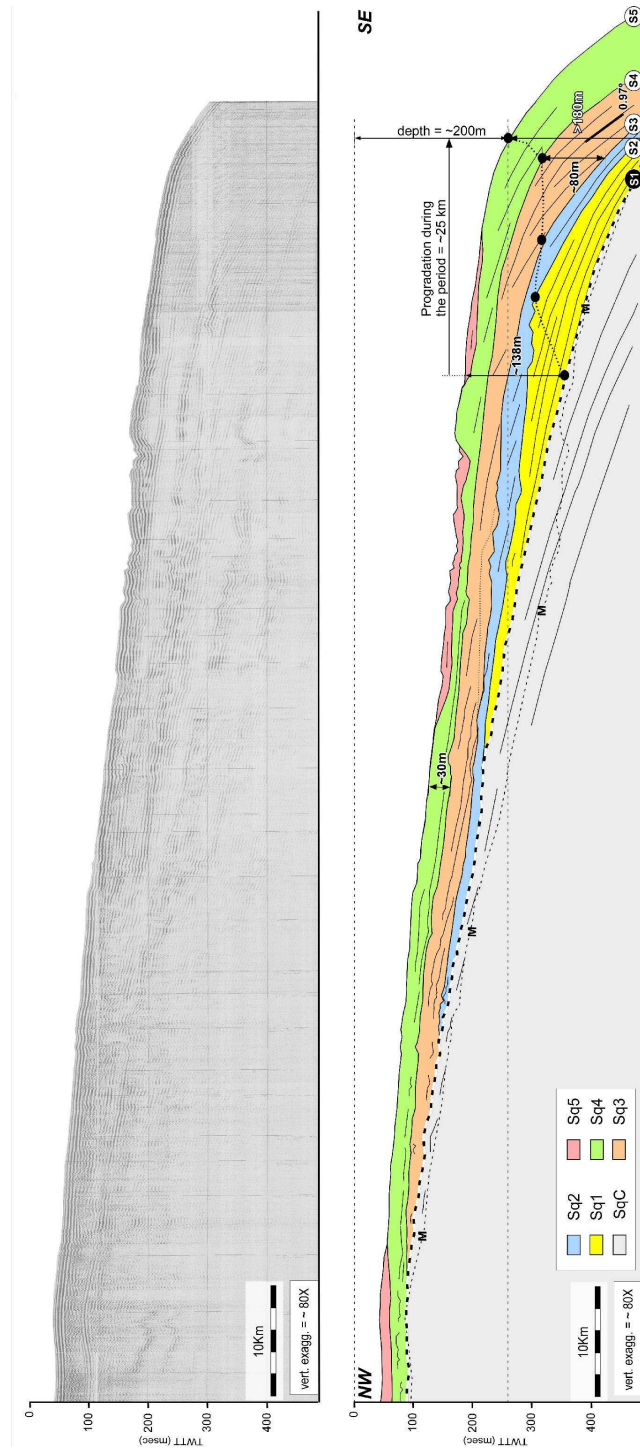 0
100
200
300
400
TWTT (msec)
10Km
vert. exagg. = ~ 80X
NW
SE
0
100
200
300
400
TWTT (msec)
depth = ~200m
Progradation during
the period = ~25 km
~138m
>180m
~80m
0.97°
~30m
M
M
M
M
M
S1
S2
S3
S4
S5
Sq2
Sq5
Sq1
Sq4
SqC
Sq3
10Km
vert. exagg. = ~ 80X